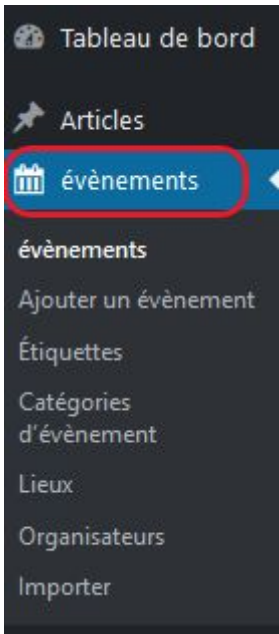 Tableau de bord
Articles
évènements
évènements
Ajouter un évènement
Étiquettes
Catégories
d'évènement
Lieux
Organisateurs
Importer